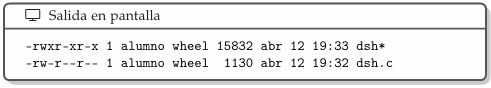 Salida en pantalla
-rwxr-xr-x 1 alumno wheel 15832 abr 12 19:33 dsh*
-rw-r--r-- 1 alumno wheel  1130 abr 12 19:32 dsh.c